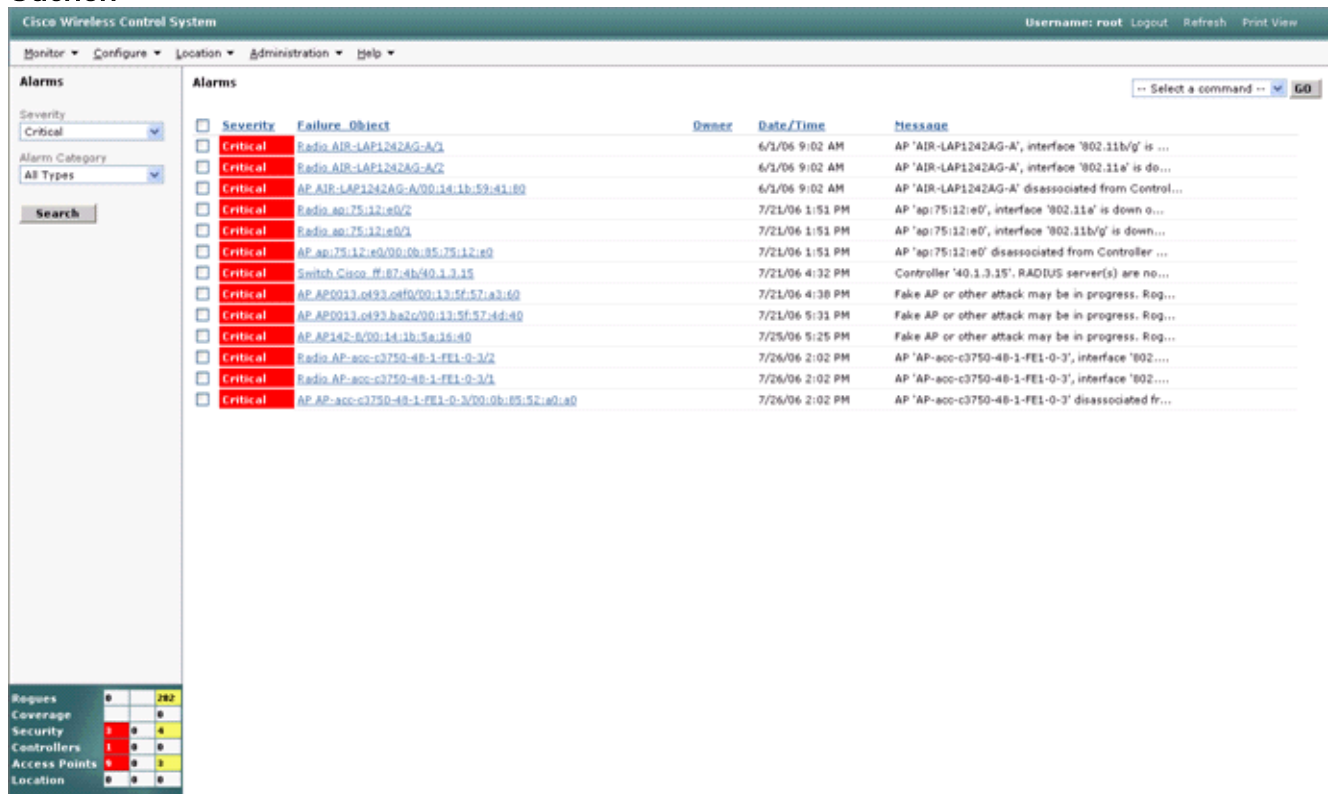 Cisco Wireless Control System
Username: root Logout Refresh Print View
Monitor Configure Location Administration Help
Alarms
Severity
Critical
Alarm Category
All Types
Search
Alarms
-- Select a command -- GO
Severity Failure Object Owner Date/Time Message
Critical Radio AIR-LAP1242AG-A/1 6/1/06 9:02 AM AP 'AIR-LAP1242AG-A', interface '802.11b/g' is ...
Critical Radio AIR-LAP1242AG-A/2 6/1/06 9:02 AM AP 'AIR-LAP1242AG-A', interface '802.11a' is do...
Critical AP AIR-LAP1242AG-A/00:14:1b:59:41:80 6/1/06 9:02 AM AP 'AIR-LAP1242AG-A' disassociated from Control...
Critical Radio ap:75:12:e0/2 7/21/06 1:51 PM AP 'ap:75:12:e0', interface '802.11a' is down o...
Critical Radio ap:75:12:e0/1 7/21/06 1:51 PM AP 'ap:75:12:e0', interface '802.11b/g' is down...
Critical AP ap:75:12:e0/00:0b:85:75:12:e0 7/21/06 1:51 PM AP 'ap:75:12:e0' disassociated from Controller ...
Critical Switch Cisco_ff:87:4b/40.1.3.15 7/21/06 4:32 PM Controller '40.1.3.15'. RADIUS server(s) are no...
Critical AP AP0013.c493.c4f0/00:13:5f:57:a3:60 7/21/06 4:38 PM Fake AP or other attack may be in progress. Rog...
Critical AP AP0013.c493.ba2c/00:13:5f:57:4d:40 7/21/06 5:31 PM Fake AP or other attack may be in progress. Rog...
Critical AP AP142-8/00:14:1b:5a:16:40 7/25/06 5:25 PM Fake AP or other attack may be in progress. Rog...
Critical Radio AP-acc-c3750-48-1-FE1-0-3/2 7/26/06 2:02 PM AP 'AP-acc-c3750-48-1-FE1-0-3', interface '802....
Critical Radio AP-acc-c3750-48-1-FE1-0-3/1 7/26/06 2:02 PM AP 'AP-acc-c3750-48-1-FE1-0-3', interface '802....
Critical AP AP-acc-c3750-48-1-FE1-0-3/00:0b:85:52:a0:a0 7/26/06 2:02 PM AP 'AP-acc-c3750-48-1-FE1-0-3' disassociated fr...
Rogues 0 282
Coverage 0
Security 3 0 4
Controllers 1 0 0
Access Points 9 0 3
Location 0 0 0